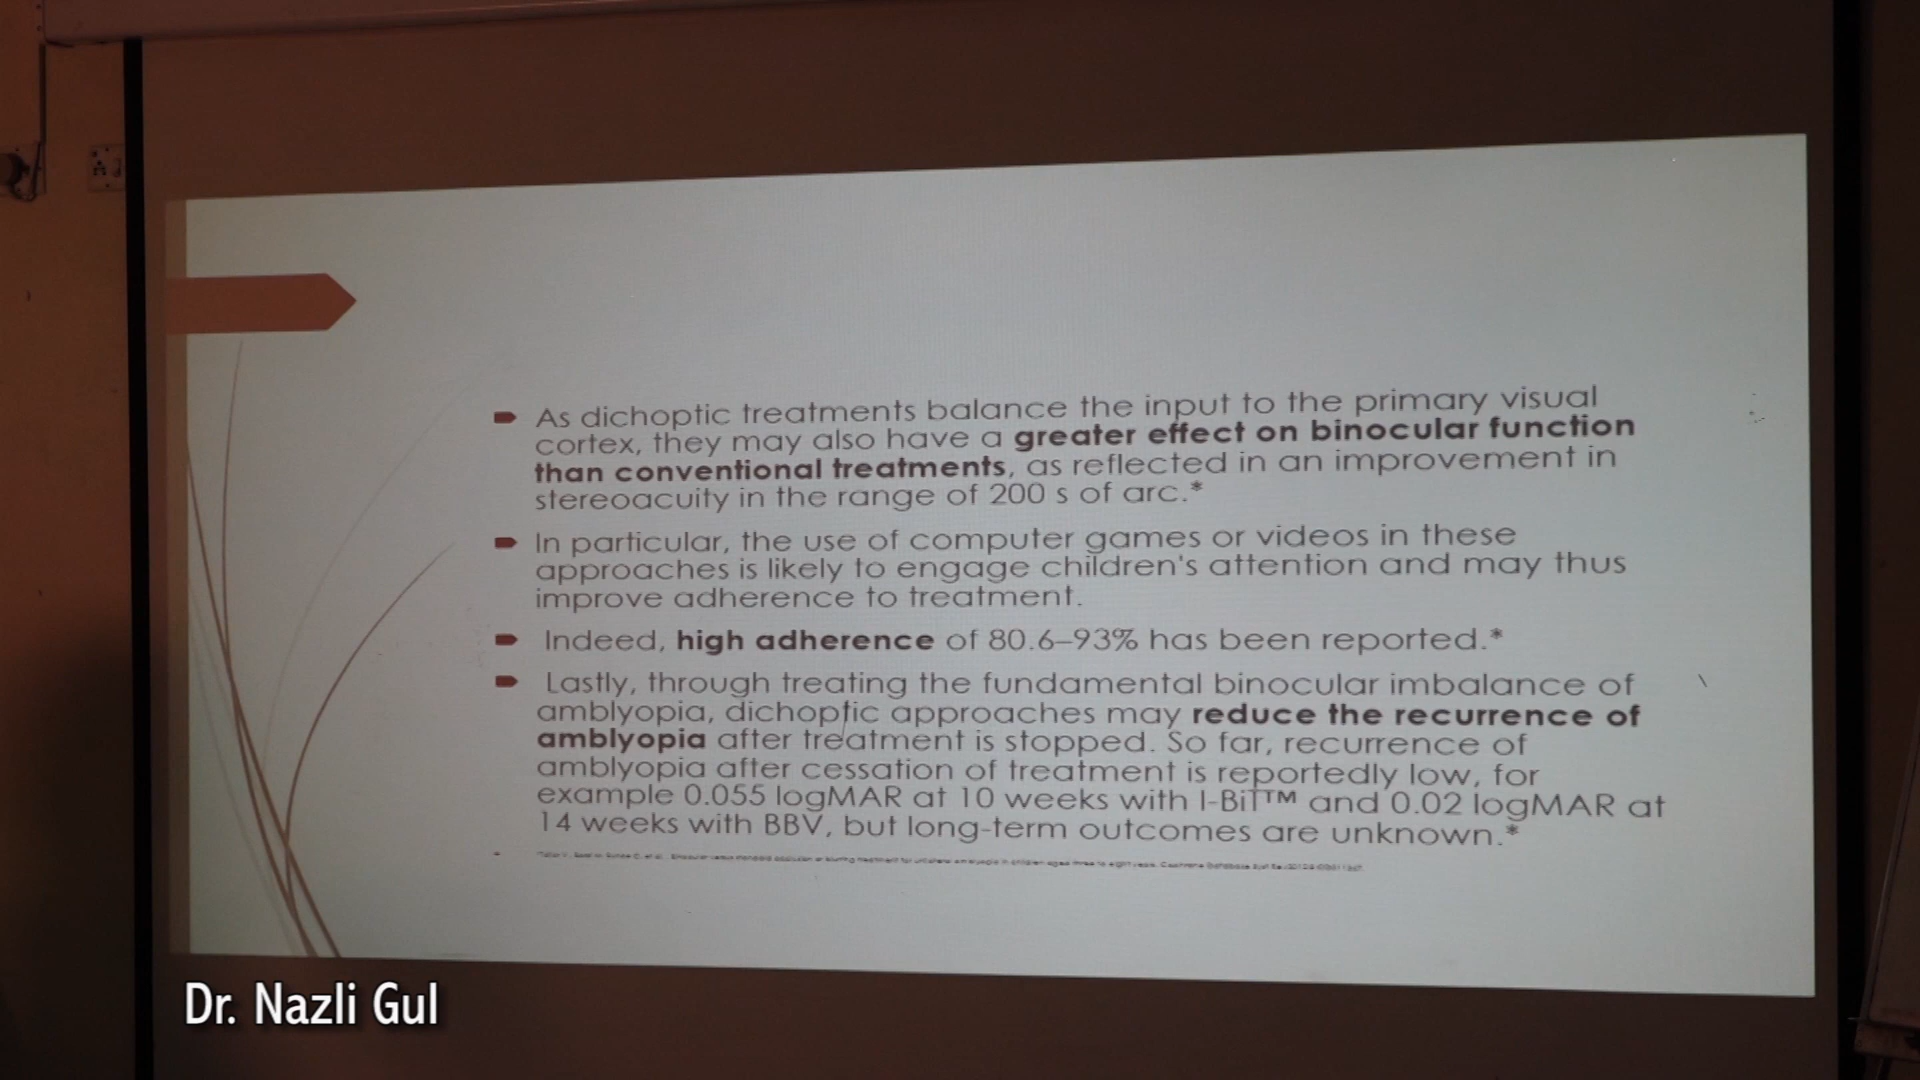 As dichoptic treatments balance the input to the primary visual
cortex, they may also have a greater effect on binocular function
than conventional treatments, as reflected in an improvement in
stereoacuity in the range of 200 s of arc.*
In particular, the use of computer games or videos in these
approaches is likely to engage children's attention and may thus
improve adherence to treatment.
Indeed, high adherence of 80.6–93% has been reported.*
Lastly, through treating the fundamental binocular imbalance of
amblyopia, dichoptic approaches may reduce the recurrence of
amblyopia after treatment is stopped. So far, recurrence of
amblyopia after cessation of treatment is reportedly low, for
example 0.055 logMAR at 10 weeks with I-BiT™ and 0.02 logMAR at
14 weeks with BBV, but long-term outcomes are unknown.*
Dr. Nazli Gul